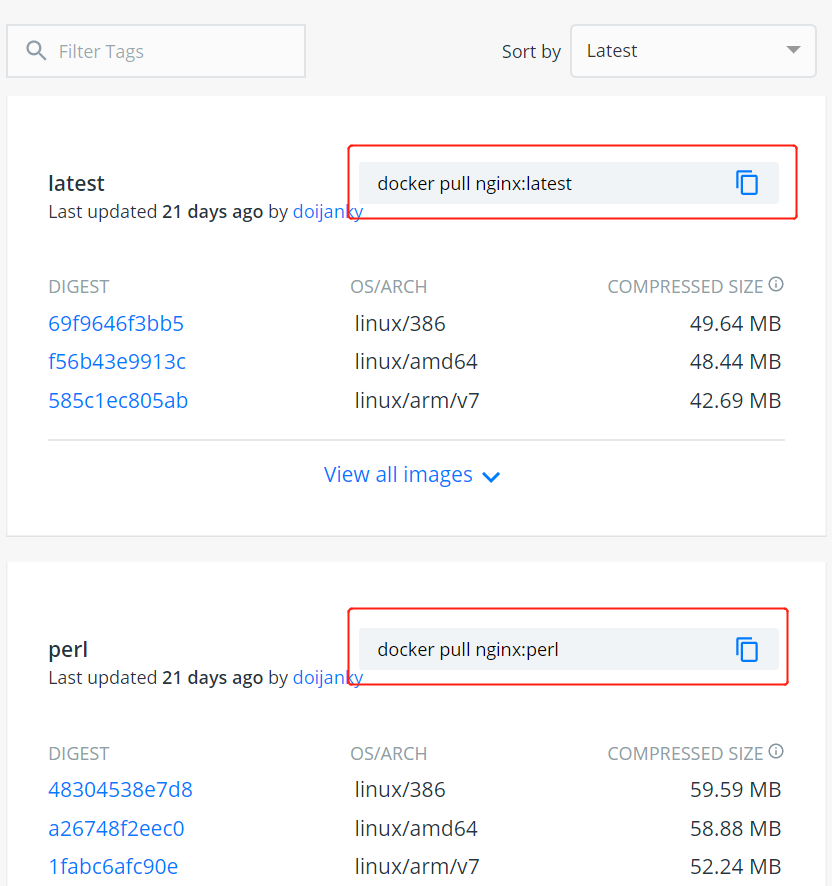 Filter Tags
Sort by Latest
latest
docker pull nginx:latest
Last updated 21 days ago by doijanky
DIGEST OS/ARCH COMPRESSED SIZE
69f9646f3bb5 linux/386 49.64 MB
f56b43e9913c linux/amd64 48.44 MB
585c1ec805ab linux/arm/v7 42.69 MB
View all images
perl
docker pull nginx:perl
Last updated 21 days ago by doijanky
DIGEST OS/ARCH COMPRESSED SIZE
48304538e7d8 linux/386 59.59 MB
a26748f2eec0 linux/amd64 58.88 MB
1fabc6afc90e linux/arm/v7 52.24 MB